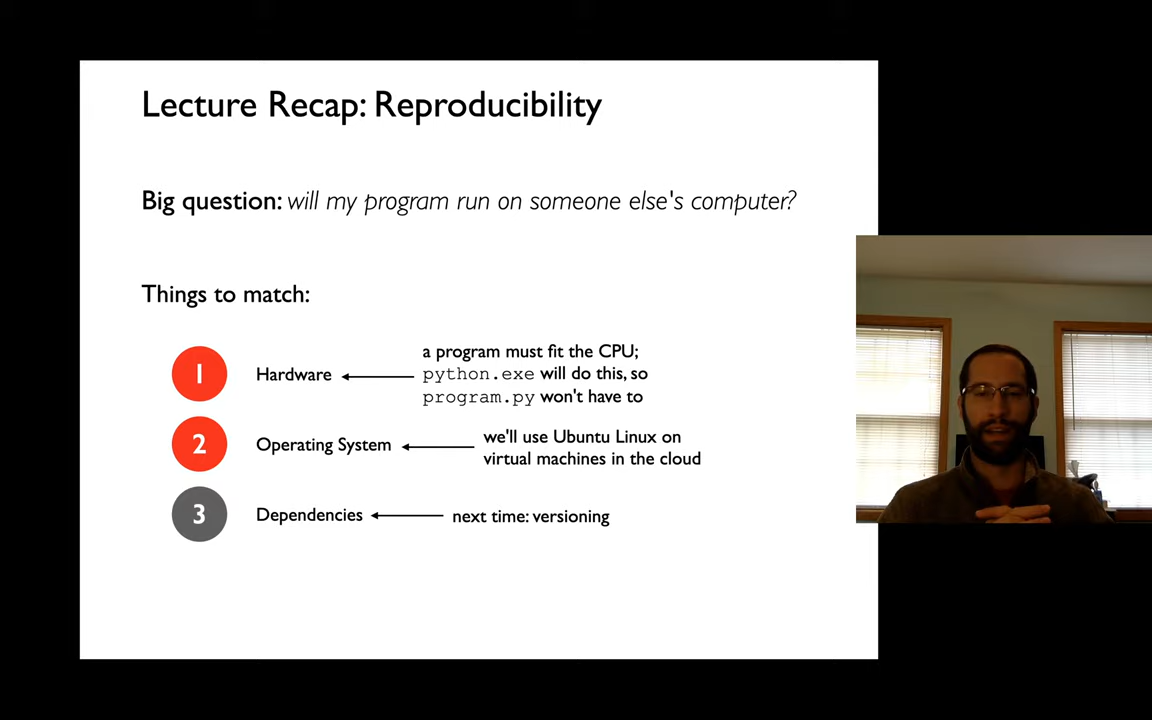 Lecture Recap: Reproducibility
Big question: will my program run on someone else's computer?
Things to match:
1
Hardware
a program must fit the CPU;
python.exe will do this, so
program.py won't have to
2
Operating System
we'll use Ubuntu Linux on
virtual machines in the cloud
3
Dependencies
next time: versioning